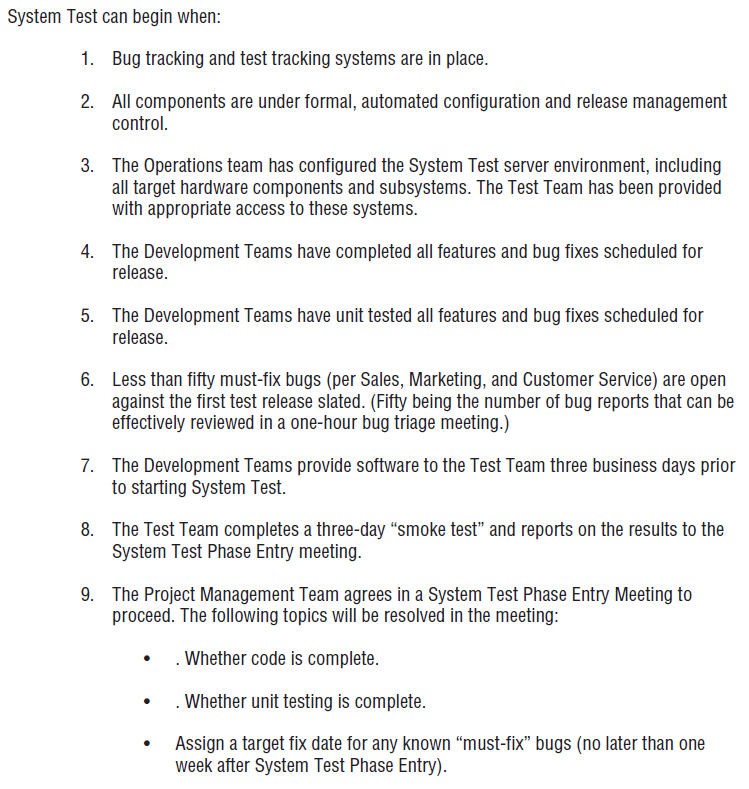 System Test can begin when:
1. Bug tracking and test tracking systems are in place.
2. All components are under formal, automated configuration and release management
control.
3. The Operations team has configured the System Test server environment, including
all target hardware components and subsystems. The Test Team has been provided
with appropriate access to these systems.
4. The Development Teams have completed all features and bug fixes scheduled for
release.
5. The Development Teams have unit tested all features and bug fixes scheduled for
release.
6. Less than fifty must-fix bugs (per Sales, Marketing, and Customer Service) are open
against the first test release slated. (Fifty being the number of bug reports that can be
effectively reviewed in a one-hour bug triage meeting.)
7. The Development Teams provide software to the Test Team three business days prior
to starting System Test.
8. The Test Team completes a three-day “smoke test” and reports on the results to the
System Test Phase Entry meeting.
9. The Project Management Team agrees in a System Test Phase Entry Meeting to
proceed. The following topics will be resolved in the meeting:
• . Whether code is complete.
• . Whether unit testing is complete.
• Assign a target fix date for any known “must-fix” bugs (no later than one
week after System Test Phase Entry).